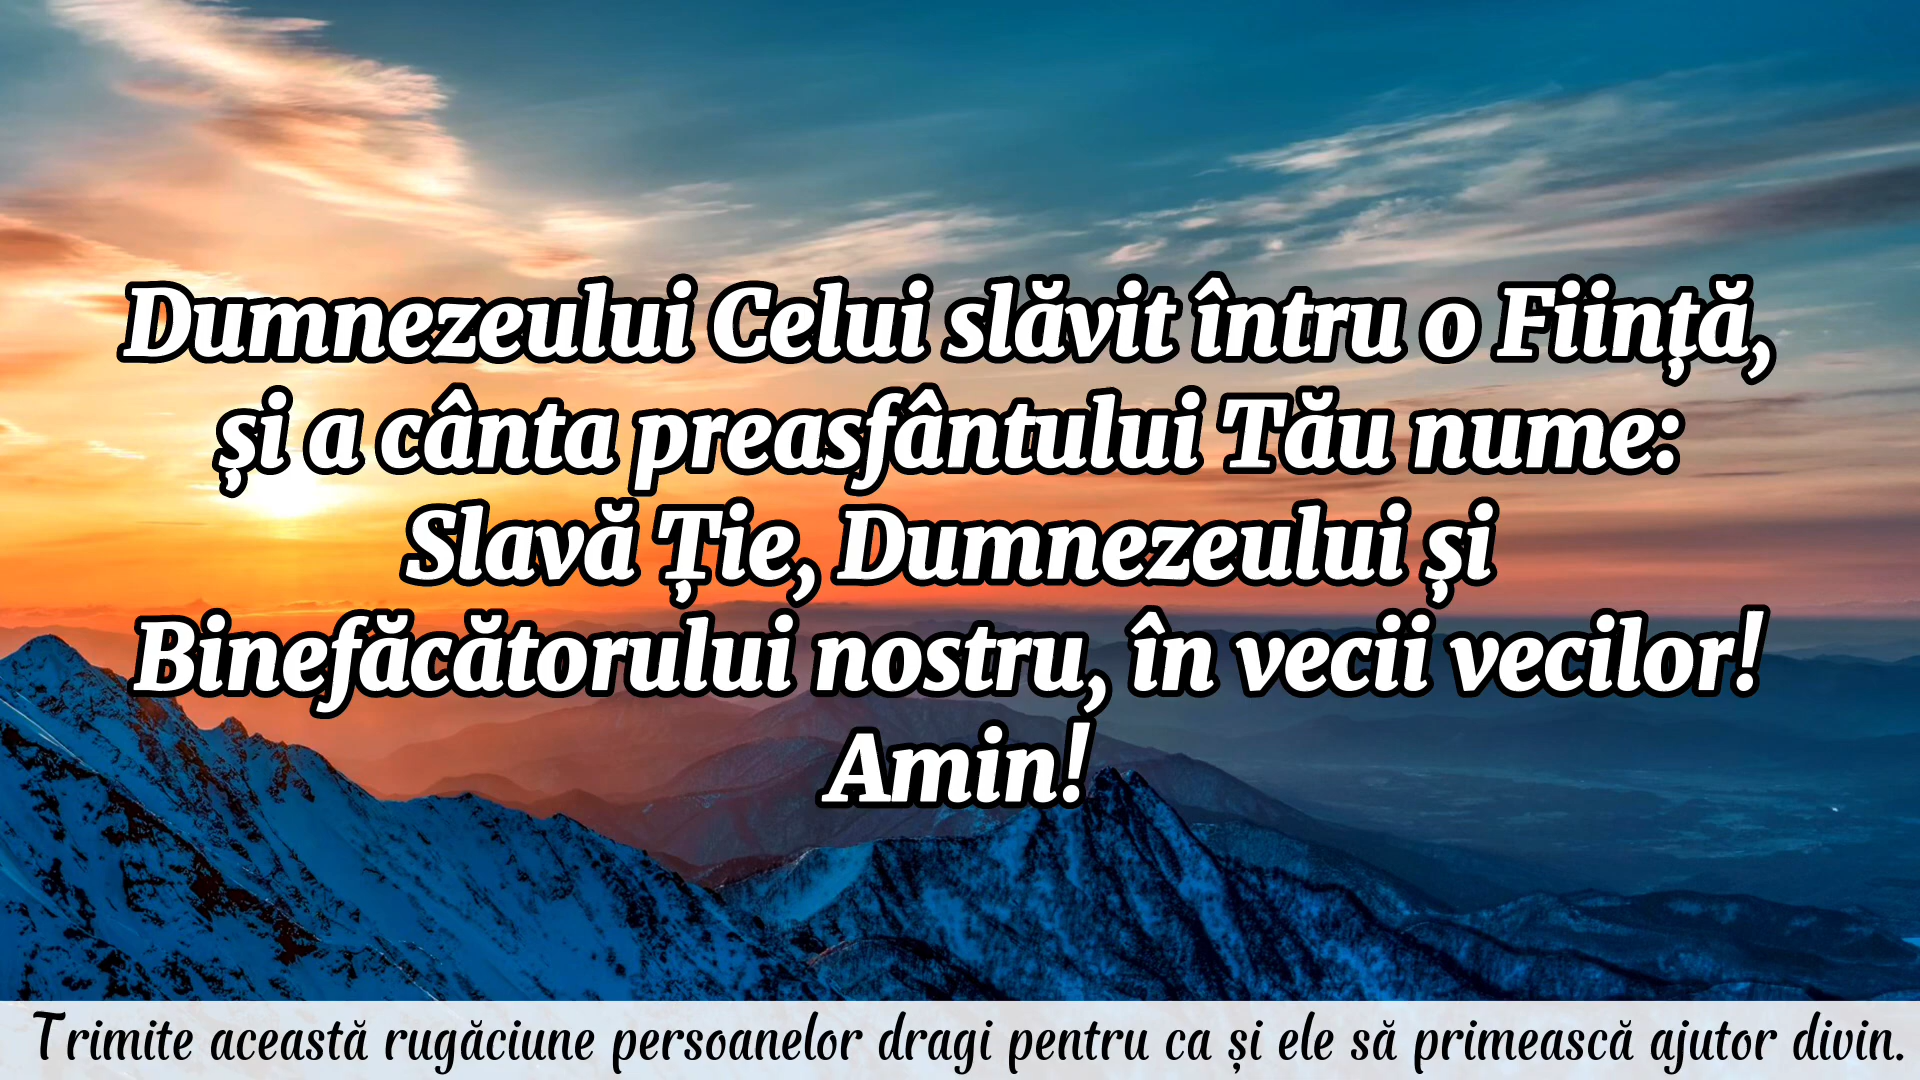 Dumnezeului Celui slăvit întru o Ființă,
și a cânta preasfântului Tău nume:
Slavă Ție, Dumnezeului și
Binefăcătorului nostru, în vecii vecilor!
Amin!
Trimite această rugăciune persoanelor dragi pentru ca și ele să primească ajutor divin.